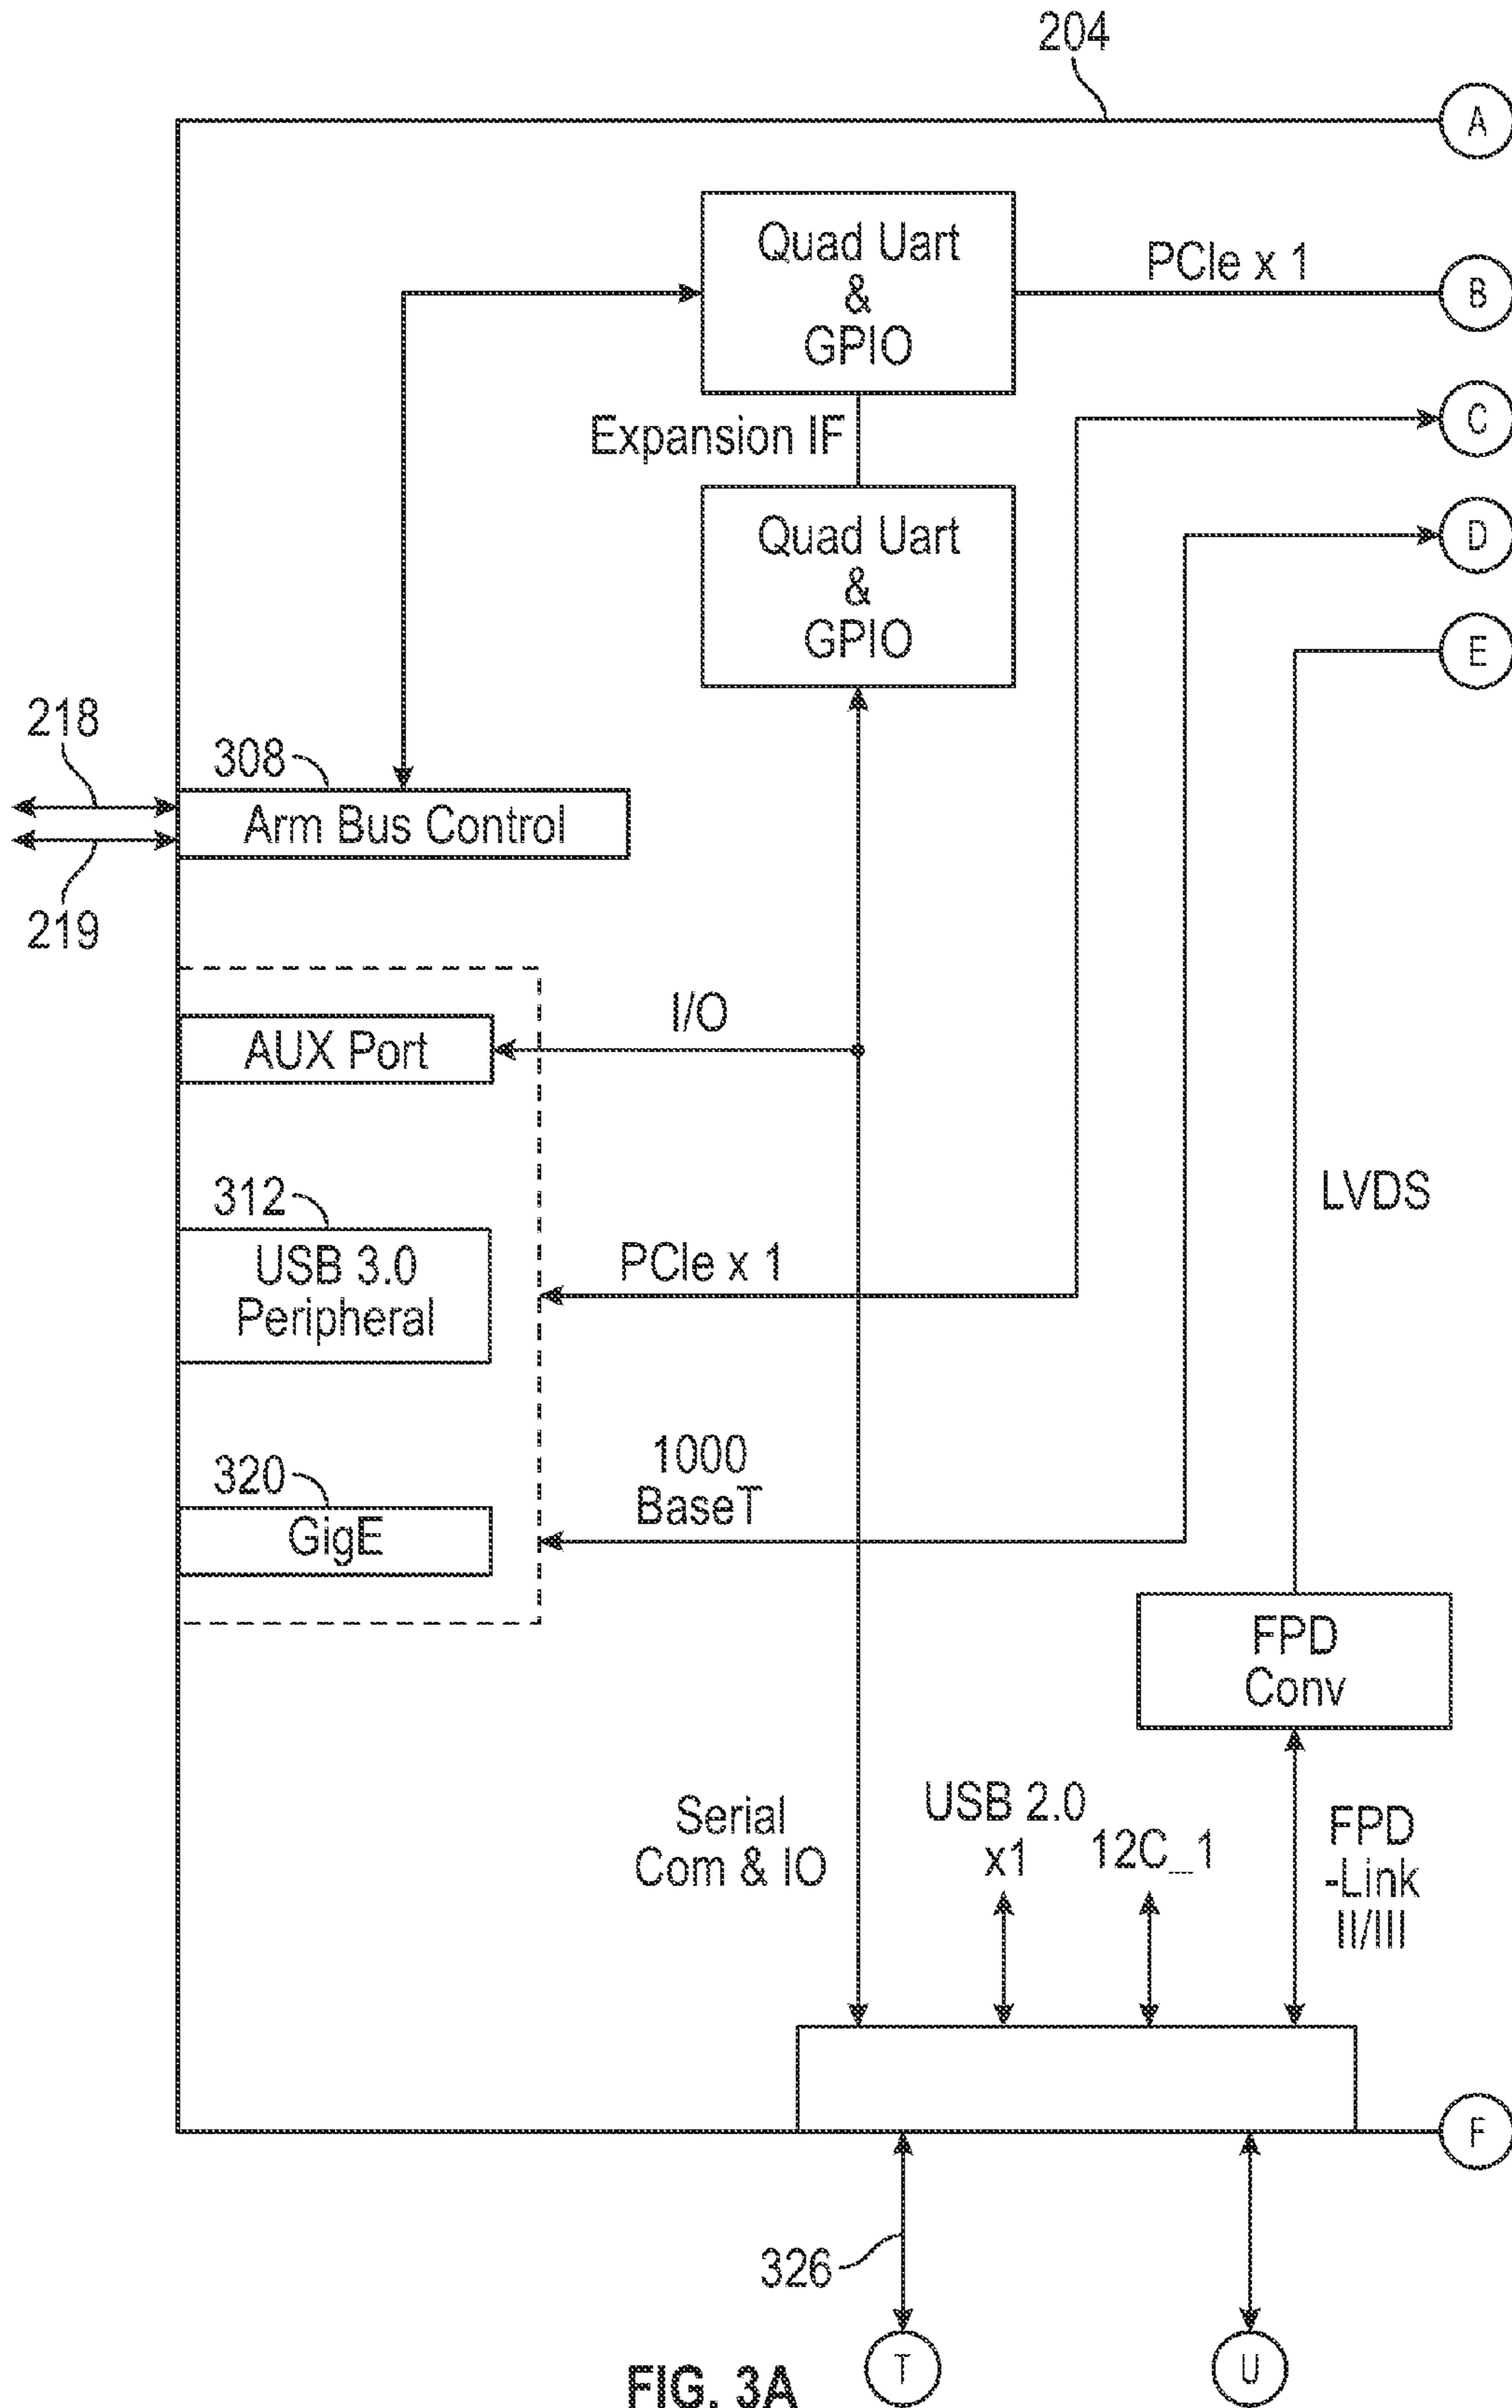 204
A
Quad Uart
&
GPIO
PCIe x 1
B
C
Expansion IF
D
Quad Uart
&
GPIO
E
218
308
Arm Bus Control
219
I/O
AUX Port
LVDS
312
USB 3.0
Peripheral
PCIe x 1
1000
BaseT
320
GigE
FPD
Conv
Serial
Com & IO
USB 2.0
x1
12C_1
FPD
-Link
II/III
F
326
T
U
FIG. 3A